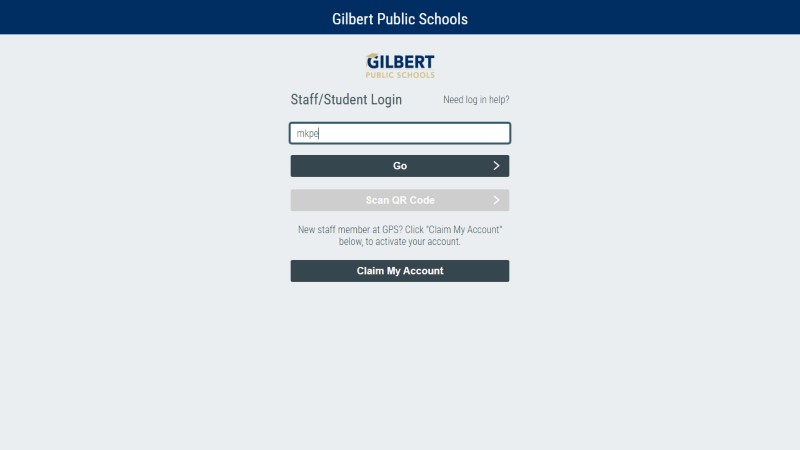 Gilbert Public Schools
GILBERT
PUBLIC SCHOOLS
Staff/Student Login
Need log in help?
mkpe
Go
Scan QR Code
New staff member at GPS? Click "Claim My Account"
below, to activate your account.
Claim My Account